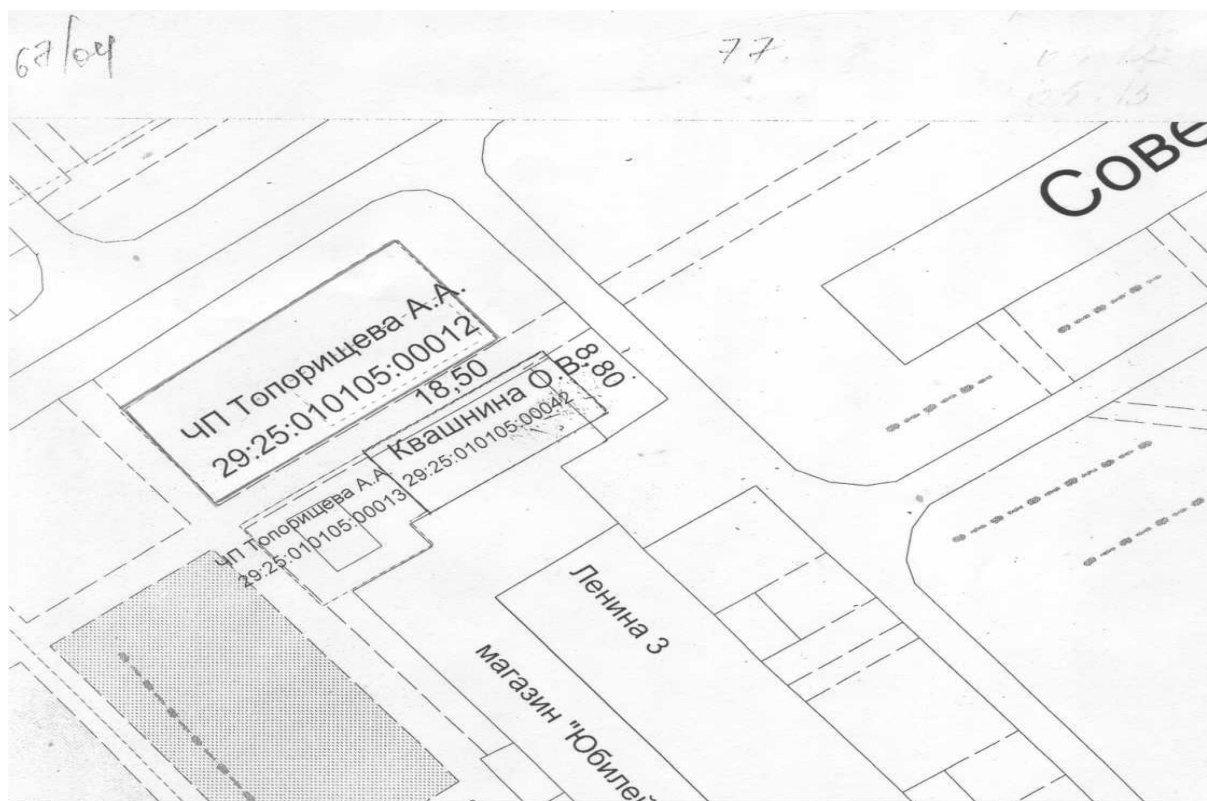 67/04
77
Сове
ЧП Топорищева А.А.
29:25:010105:00012
18,50
8,80
Квашнина Ф В.
29:25:010105:00042
ЧП Топорищева А.А
29:25:010105:00013
Ленина 3
магазин "Юбилей